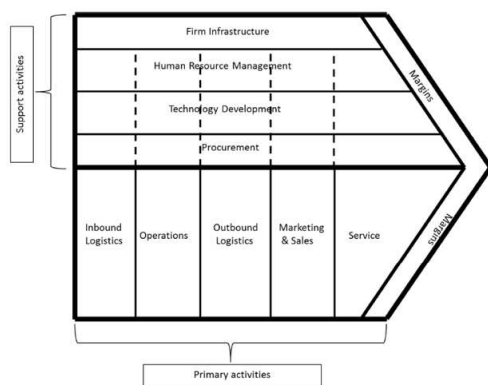 Support activities
Firm Infrastructure
Human Resource Management
Technology Development
Procurement
Margins
Inbound
Logistics
Operations
Outbound
Logistics
Marketing
& Sales
Service
Margins
Primary activities